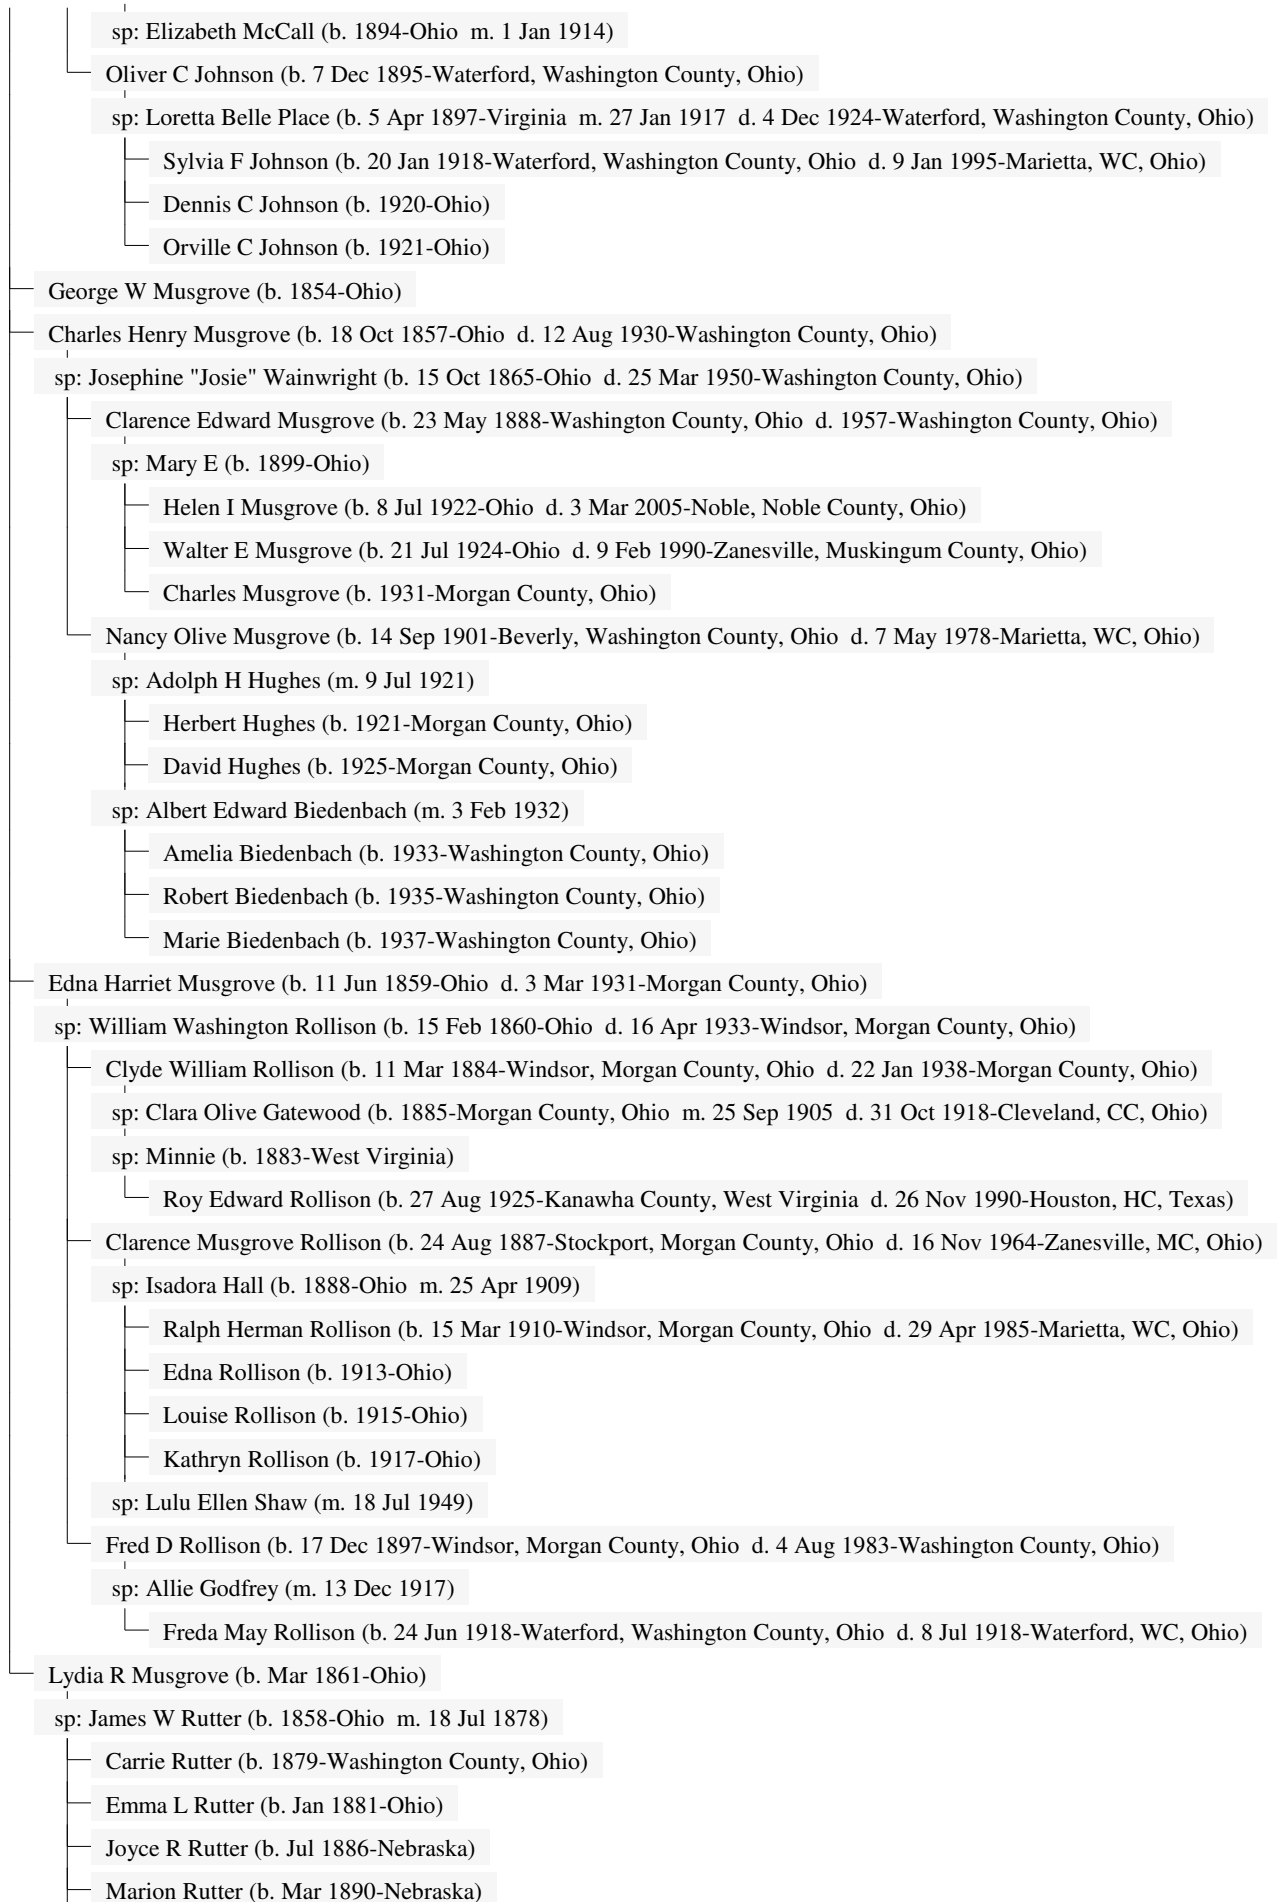 sp: Elizabeth McCall (b. 1894-Ohio m. 1 Jan 1914)
Oliver C Johnson (b. 7 Dec 1895-Waterford, Washington County, Ohio)
sp: Loretta Belle Place (b. 5 Apr 1897-Virginia m. 27 Jan 1917 d. 4 Dec 1924-Waterford, Washington County, Ohio)
Sylvia F Johnson (b. 20 Jan 1918-Waterford, Washington County, Ohio d. 9 Jan 1995-Marietta, WC, Ohio)
Dennis C Johnson (b. 1920-Ohio)
Orville C Johnson (b. 1921-Ohio)
George W Musgrove (b. 1854-Ohio)
Charles Henry Musgrove (b. 18 Oct 1857-Ohio d. 12 Aug 1930-Washington County, Ohio)
sp: Josephine "Josie" Wainwright (b. 15 Oct 1865-Ohio d. 25 Mar 1950-Washington County, Ohio)
Clarence Edward Musgrove (b. 23 May 1888-Washington County, Ohio d. 1957-Washington County, Ohio)
sp: Mary E (b. 1899-Ohio)
Helen I Musgrove (b. 8 Jul 1922-Ohio d. 3 Mar 2005-Noble, Noble County, Ohio)
Walter E Musgrove (b. 21 Jul 1924-Ohio d. 9 Feb 1990-Zanesville, Muskingum County, Ohio)
Charles Musgrove (b. 1931-Morgan County, Ohio)
Nancy Olive Musgrove (b. 14 Sep 1901-Beverly, Washington County, Ohio d. 7 May 1978-Marietta, WC, Ohio)
sp: Adolph H Hughes (m. 9 Jul 1921)
Herbert Hughes (b. 1921-Morgan County, Ohio)
David Hughes (b. 1925-Morgan County, Ohio)
sp: Albert Edward Biedenbach (m. 3 Feb 1932)
Amelia Biedenbach (b. 1933-Washington County, Ohio)
Robert Biedenbach (b. 1935-Washington County, Ohio)
Marie Biedenbach (b. 1937-Washington County, Ohio)
Edna Harriet Musgrove (b. 11 Jun 1859-Ohio d. 3 Mar 1931-Morgan County, Ohio)
sp: William Washington Rollison (b. 15 Feb 1860-Ohio d. 16 Apr 1933-Windsor, Morgan County, Ohio)
Clyde William Rollison (b. 11 Mar 1884-Windsor, Morgan County, Ohio d. 22 Jan 1938-Morgan County, Ohio)
sp: Clara Olive Gatewood (b. 1885-Morgan County, Ohio m. 25 Sep 1905 d. 31 Oct 1918-Cleveland, CC, Ohio)
sp: Minnie (b. 1883-West Virginia)
Roy Edward Rollison (b. 27 Aug 1925-Kanawha County, West Virginia d. 26 Nov 1990-Houston, HC, Texas)
Clarence Musgrove Rollison (b. 24 Aug 1887-Stockport, Morgan County, Ohio d. 16 Nov 1964-Zanesville, MC, Ohio)
sp: Isadora Hall (b. 1888-Ohio m. 25 Apr 1909)
Ralph Herman Rollison (b. 15 Mar 1910-Windsor, Morgan County, Ohio d. 29 Apr 1985-Marietta, WC, Ohio)
Edna Rollison (b. 1913-Ohio)
Louise Rollison (b. 1915-Ohio)
Kathryn Rollison (b. 1917-Ohio)
sp: Lulu Ellen Shaw (m. 18 Jul 1949)
Fred D Rollison (b. 17 Dec 1897-Windsor, Morgan County, Ohio d. 4 Aug 1983-Washington County, Ohio)
sp: Allie Godfrey (m. 13 Dec 1917)
Freda May Rollison (b. 24 Jun 1918-Waterford, Washington County, Ohio d. 8 Jul 1918-Waterford, WC, Ohio)
Lydia R Musgrove (b. Mar 1861-Ohio)
sp: James W Rutter (b. 1858-Ohio m. 18 Jul 1878)
Carrie Rutter (b. 1879-Washington County, Ohio)
Emma L Rutter (b. Jan 1881-Ohio)
Joyce R Rutter (b. Jul 1886-Nebraska)
Marion Rutter (b. Mar 1890-Nebraska)